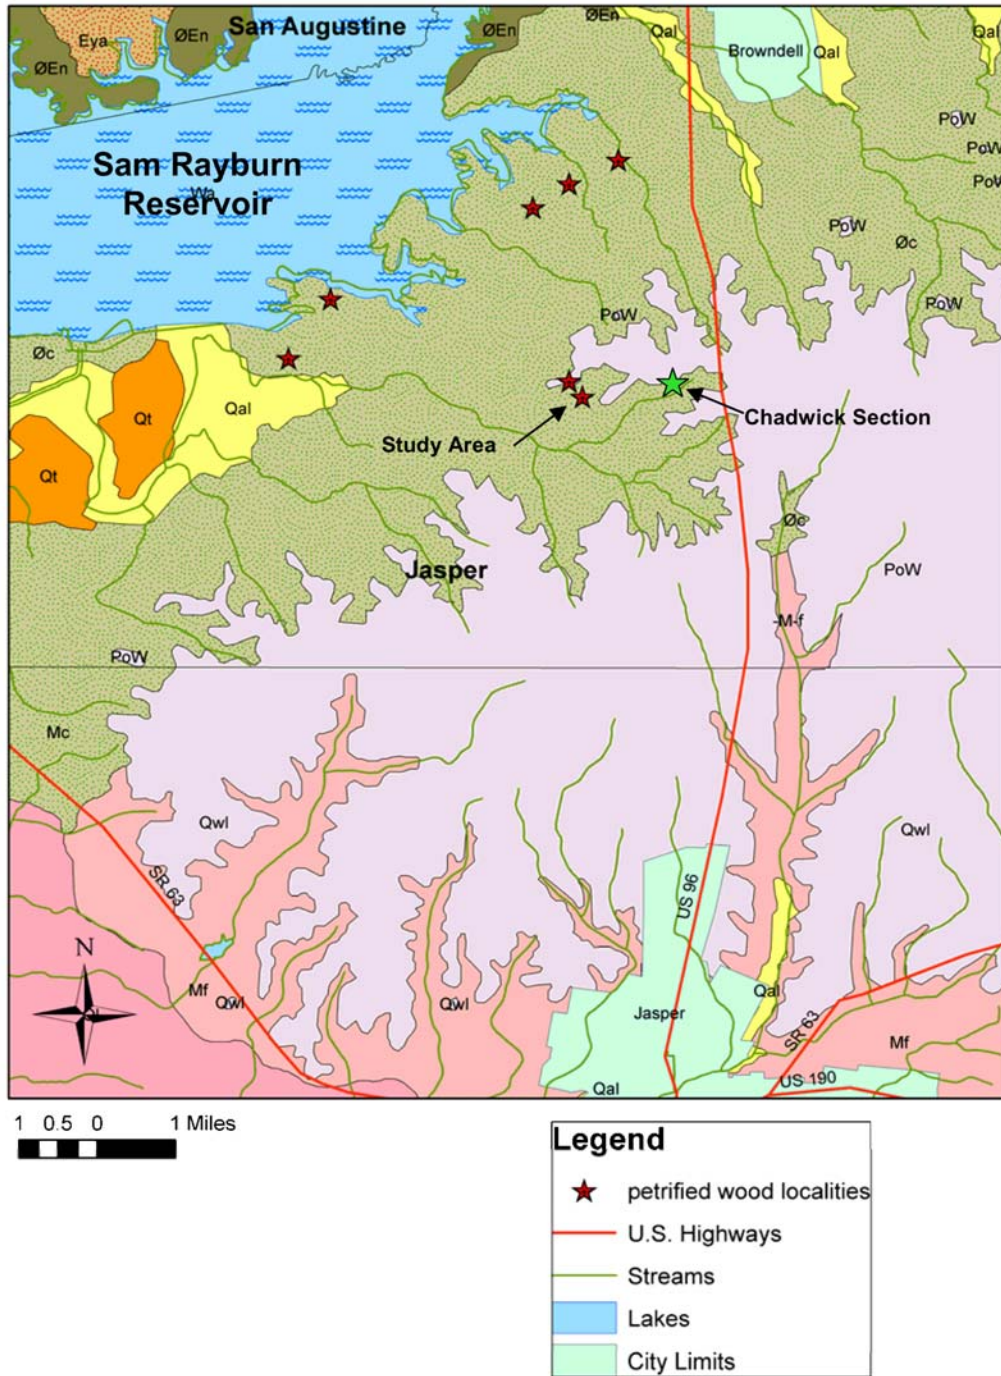 ØEn
San Augustine
ØEn
Eya
ØEn
ØEn
Qal
Browndell
Qal
Qal
PoW
PoW
PoW
Sam Rayburn
Wa
Reservoir
PoW
Øc
PoW
PoW
Øc
Qal
Qt
Chadwick Section
Study Area
Qt
Øc
Jasper
PoW
-M-f
PoW
Mc
Qwl
Qwl
SR 63
US 96
N
Mf
Qwl
Qwl
Qal
Jasper
SR 63
Mf
US 190
Qal
1 0.5 0 1 Miles
Legend
petrified wood localities
U.S. Highways
Streams
Lakes
City Limits